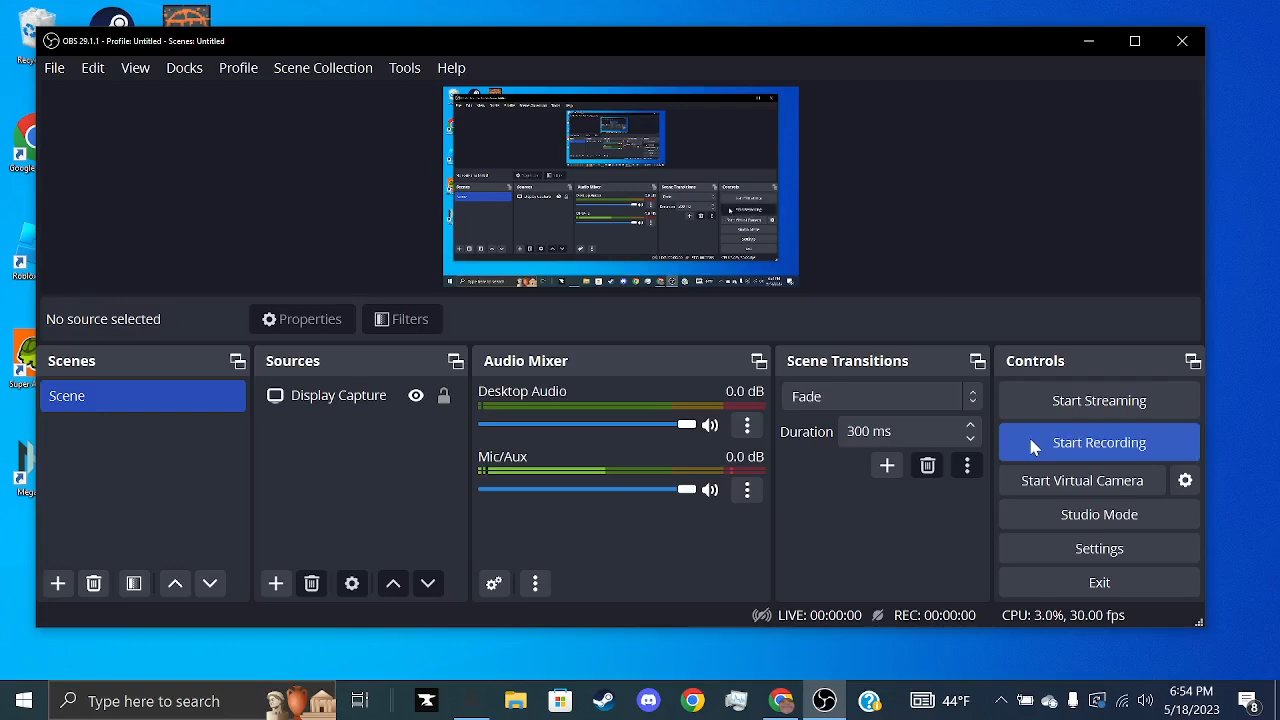 OBS 29.1.1 - Profile: Untitled - Scenes: Untitled
File Edit View Docks Profile Scene Collection Tools Help
No source selected
Properties
Filters
Scenes
Scene
Sources
Display Capture
Audio Mixer
Desktop Audio 0.0 dB
Mic/Aux 0.0 dB
Scene Transitions
Fade
Duration 300 ms
Controls
Start Streaming
Start Recording
Start Virtual Camera
Studio Mode
Settings
Exit
LIVE: 00:00:00 REC: 00:00:00 CPU: 3.0%, 30.00 fps
Type here to search
44°F
6:54 PM
5/18/2023
8